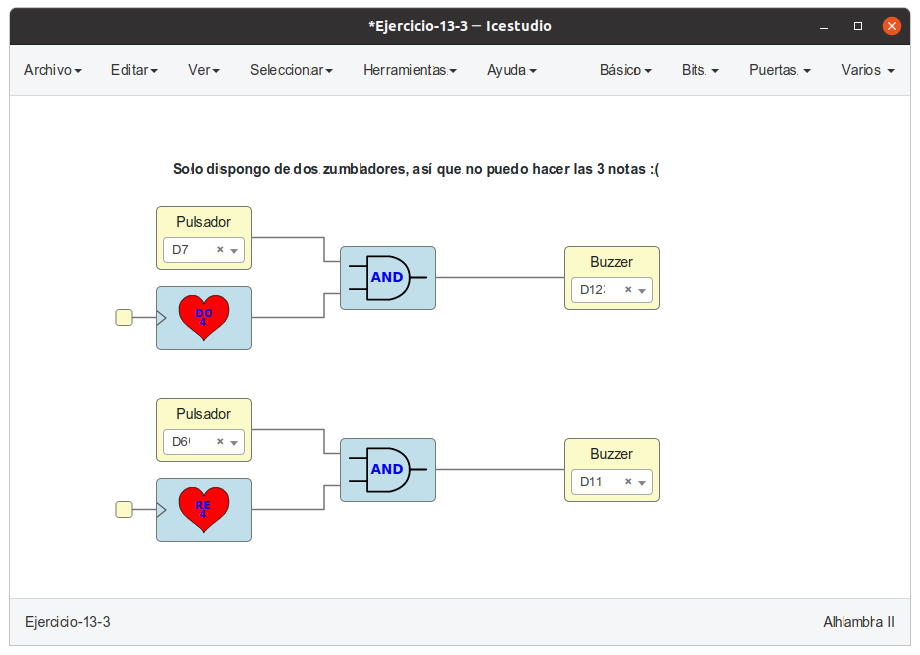 *Ejercicio-13-3 — Icestudio
Archivo Editar Ver Seleccionar Herramientas Ayuda Básico Bits Puertas Varios
Solo dispongo de dos zumbadores, así que no puedo hacer las 3 notas :(
Pulsador
D7
AND
Buzzer
D12
DO
4
Pulsador
D6
AND
Buzzer
D11
RE
4
Ejercicio-13-3
Alhambra II